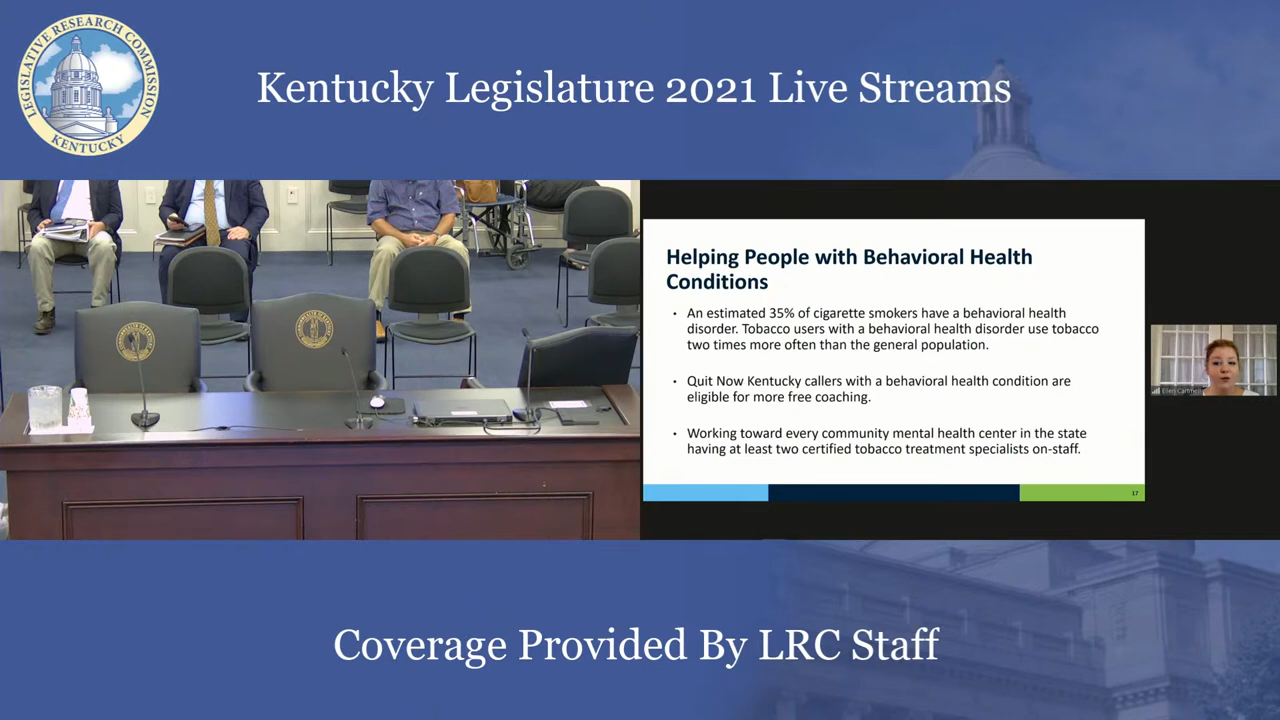 LEGISLATIVE RESEARCH COMMISSION
KENTUCKY
Kentucky Legislature 2021 Live Streams
Helping People with Behavioral Health
Conditions
• An estimated 35% of cigarette smokers have a behavioral health
disorder. Tobacco users with a behavioral health disorder use tobacco
two times more often than the general population.
• Quit Now Kentucky callers with a behavioral health condition are
eligible for more free coaching.
• Working toward every community mental health center in the state
having at least two certified tobacco treatment specialists on-staff.
17
Ellen
Coverage Provided By LRC Staff